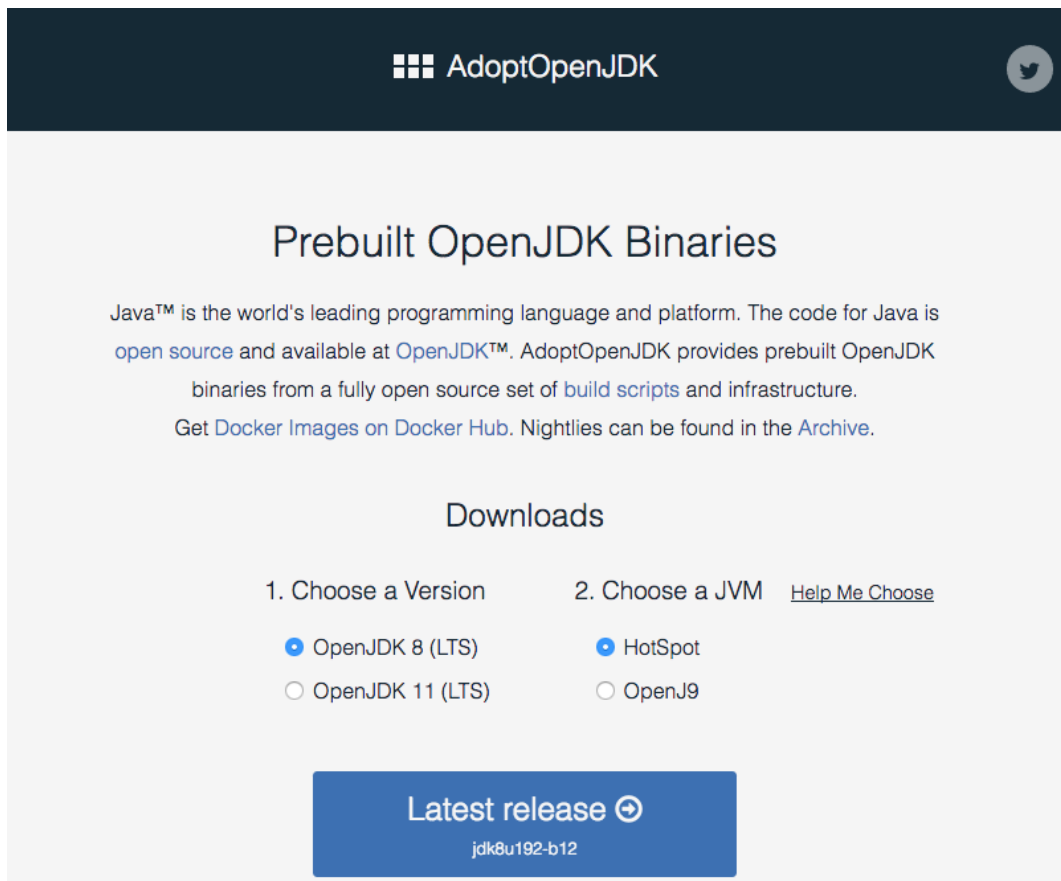 AdoptOpenJDK
Prebuilt OpenJDK Binaries
Java™ is the world's leading programming language and platform. The code for Java is
open source and available at OpenJDK™. AdoptOpenJDK provides prebuilt OpenJDK
binaries from a fully open source set of build scripts and infrastructure.
Get Docker Images on Docker Hub. Nightlies can be found in the Archive.
Downloads
1. Choose a Version 2. Choose a JVM Help Me Choose
OpenJDK 8 (LTS) HotSpot
OpenJDK 11 (LTS) OpenJ9
Latest release
jdk8u192-b12